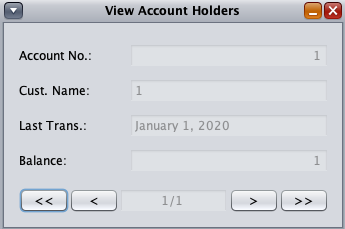 View Account Holders
Account No.: 1
Cust. Name: 1
Last Trans.: January 1, 2020
Balance: 1
<< < 1/1 > >>